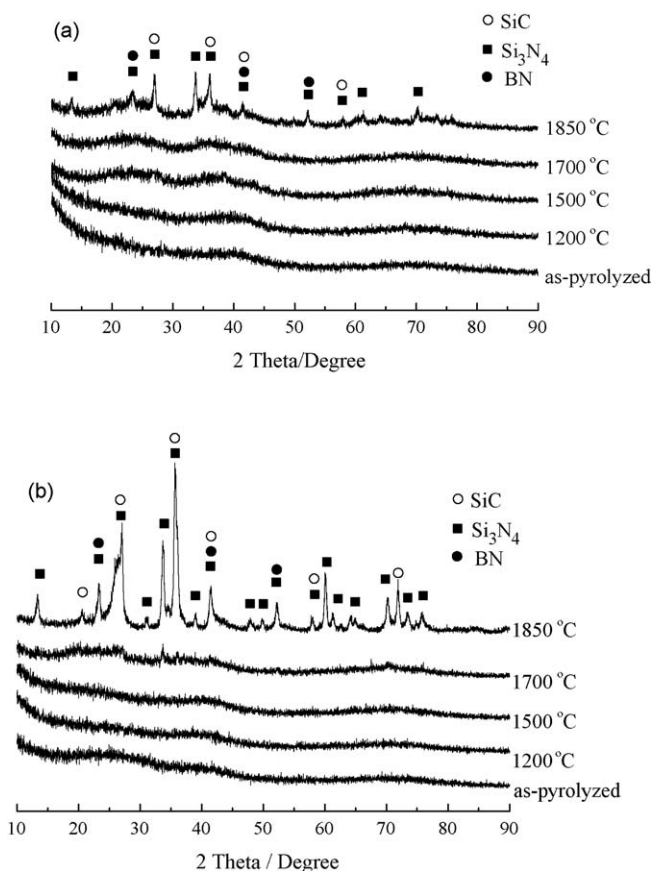 (a)
○ SiC
■ Si₃N₄
● BN
1850 °C
1700 °C
1500 °C
1200 °C
as-pyrolyzed
10 20 30 40 50 60 70 80 90
2 Theta/Degree
(b)
○ SiC
■ Si₃N₄
● BN
1850 °C
1700 °C
1500 °C
1200 °C
as-pyrolyzed
10 20 30 40 50 60 70 80 90
2 Theta / Degree